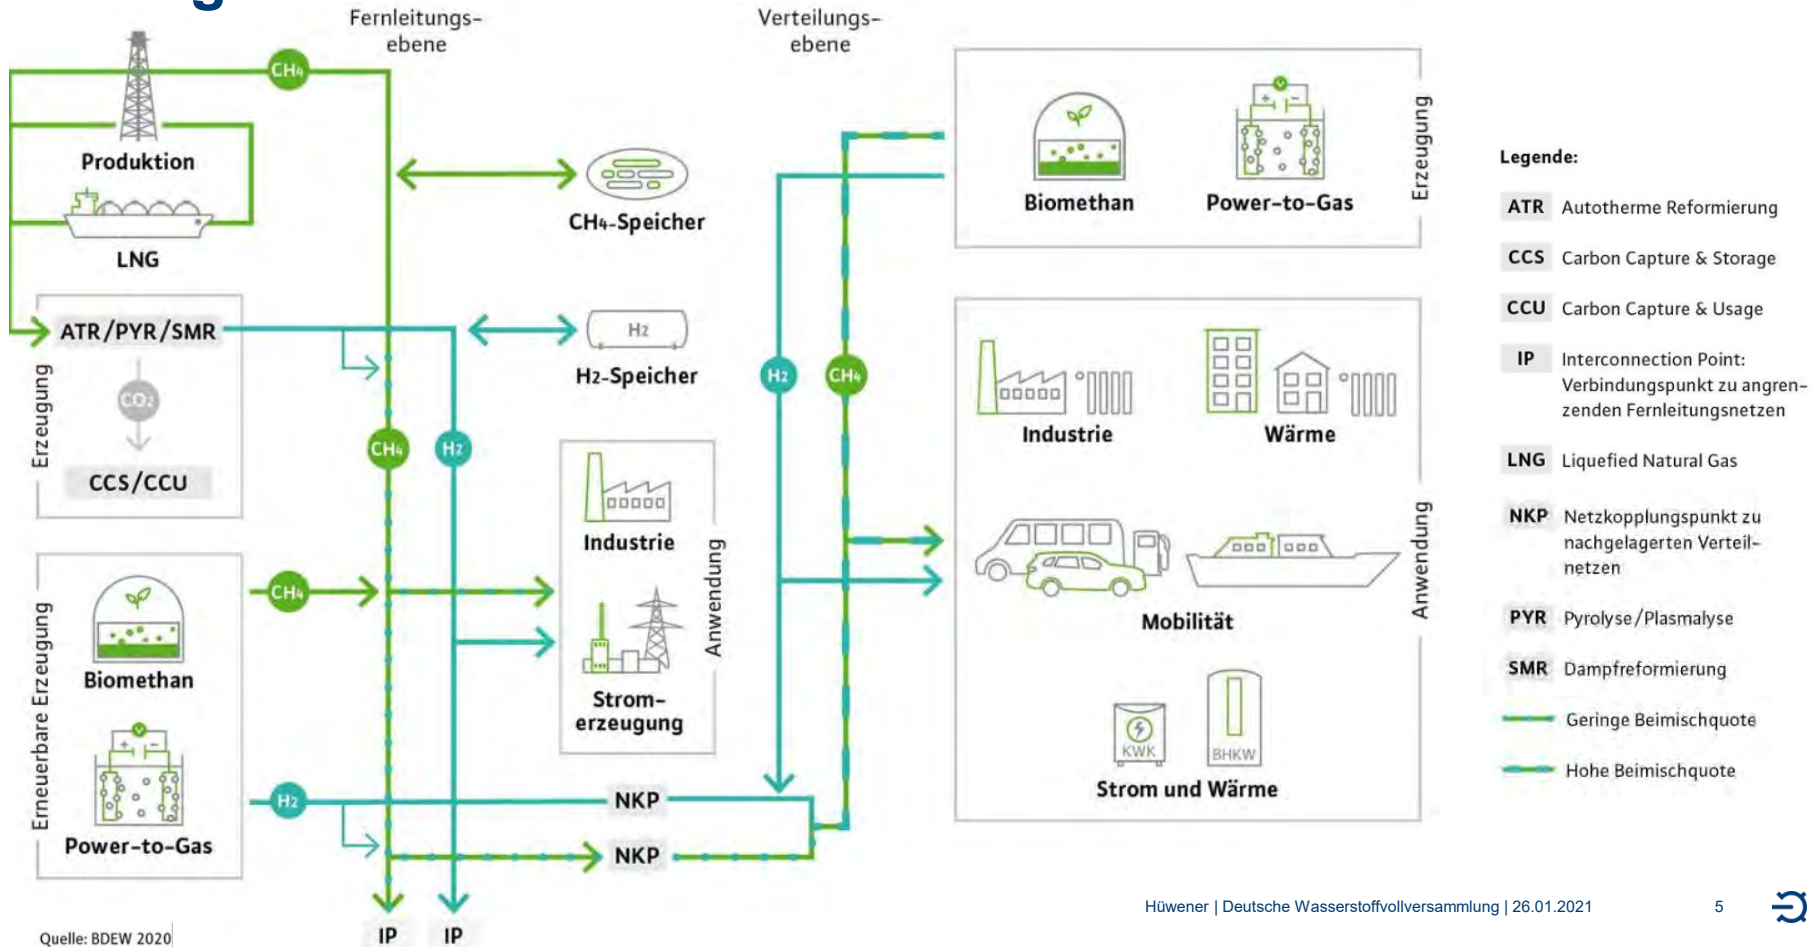 Fernleitungs-
ebene
Verteilungs-
ebene
CH4
Produktion
LNG
CH4-Speicher
Erzeugung
ATR/PYR/SMR
CO2
CCS/CCU
H2
H2-Speicher
CH4
H2
Anwendung
Industrie
Strom-
erzeugung
Erneuerbare Erzeugung
Biomethan
CH4
Power-to-Gas
H2
NKP
NKP
IP
IP
H2
CH4
Erzeugung
Biomethan
Power-to-Gas
Anwendung
Industrie
Wärme
Mobilität
KWK
BHKW
Strom und Wärme
Legende:
ATR Autotherme Reformierung
CCS Carbon Capture & Storage
CCU Carbon Capture & Usage
IP Interconnection Point:
Verbindungspunkt zu angren-
zenden Fernleitungsnetzen
LNG Liquefied Natural Gas
NKP Netzkopplungspunkt zu
nachgelagerten Verteil-
netzen
PYR Pyrolyse/Plasmalyse
SMR Dampfreformierung
Geringe Beimischquote
Hohe Beimischquote
Quelle: BDEW 2020
Hüwener | Deutsche Wasserstoffvollversammlung | 26.01.2021
5